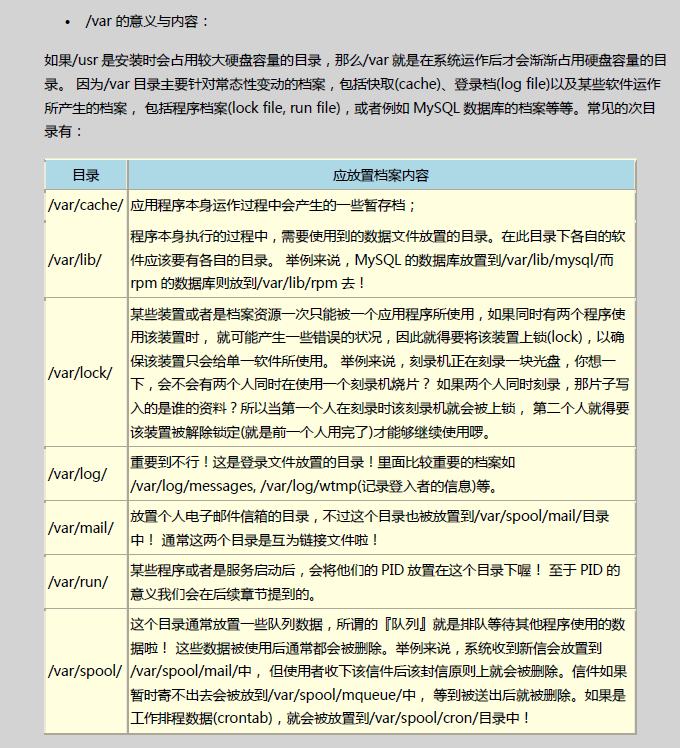 • /var 的意义与内容：
如果/usr 是安装时会占用较大硬盘容量的目录，那么/var 就是在系统运作后才会渐渐占用硬盘容量的目
录。 因为/var 目录主要针对常态性变动的档案，包括快取(cache)、登录档(log file)以及某些软件运作
所产生的档案， 包括程序档案(lock file, run file)，或者例如 MySQL 数据库的档案等等。常见的次目
录有：
目录 应放置档案内容
/var/cache/ 应用程序本身运作过程中会产生的一些暂存档；
/var/lib/
程序本身执行的过程中，需要使用到的数据文件放置的目录。在此目录下各自的软
件应该要有各自的目录。 举例来说，MySQL 的数据库放置到/var/lib/mysql/而
rpm 的数据库则放到/var/lib/rpm 去！
/var/lock/
某些装置或者是档案资源一次只能被一个应用程序所使用，如果同时有两个程序使
用该装置时， 就可能产生一些错误的状况，因此就得要将该装置上锁(lock)，以确
保该装置只会给单一软件所使用。 举例来说，刻录机正在刻录一块光盘，你想一
下，会不会有两个人同时在使用一个刻录机烧片？ 如果两个人同时刻录，那片子写
入的是谁的资料？所以当第一个人在刻录时该刻录机就会被上锁， 第二个人就得要
该装置被解除锁定(就是前一个人用完了)才能够继续使用啰。
/var/log/
重要到不行！这是登录文件放置的目录！里面比较重要的档案如
/var/log/messages, /var/log/wtmp(记录登入者的信息)等。
/var/mail/
放置个人电子邮件信箱的目录，不过这个目录也被放置到/var/spool/mail/目录
中！ 通常这两个目录是互为链接文件啦！
/var/run/
某些程序或者是服务启动后，会将他们的 PID 放置在这个目录下喔！ 至于 PID 的
意义我们会在后续章节提到的。
/var/spool/
这个目录通常放置一些队列数据，所谓的『队列』就是排队等待其他程序使用的数
据啦！ 这些数据被使用后通常都会被删除。举例来说，系统收到新信会放置到
/var/spool/mail/中， 但使用者收下该信件后该封信原则上就会被删除。信件如果
暂时寄不出去会被放到/var/spool/mqueue/中， 等到被送出后就被删除。如果是
工作排程数据(crontab)，就会被放置到/var/spool/cron/目录中！